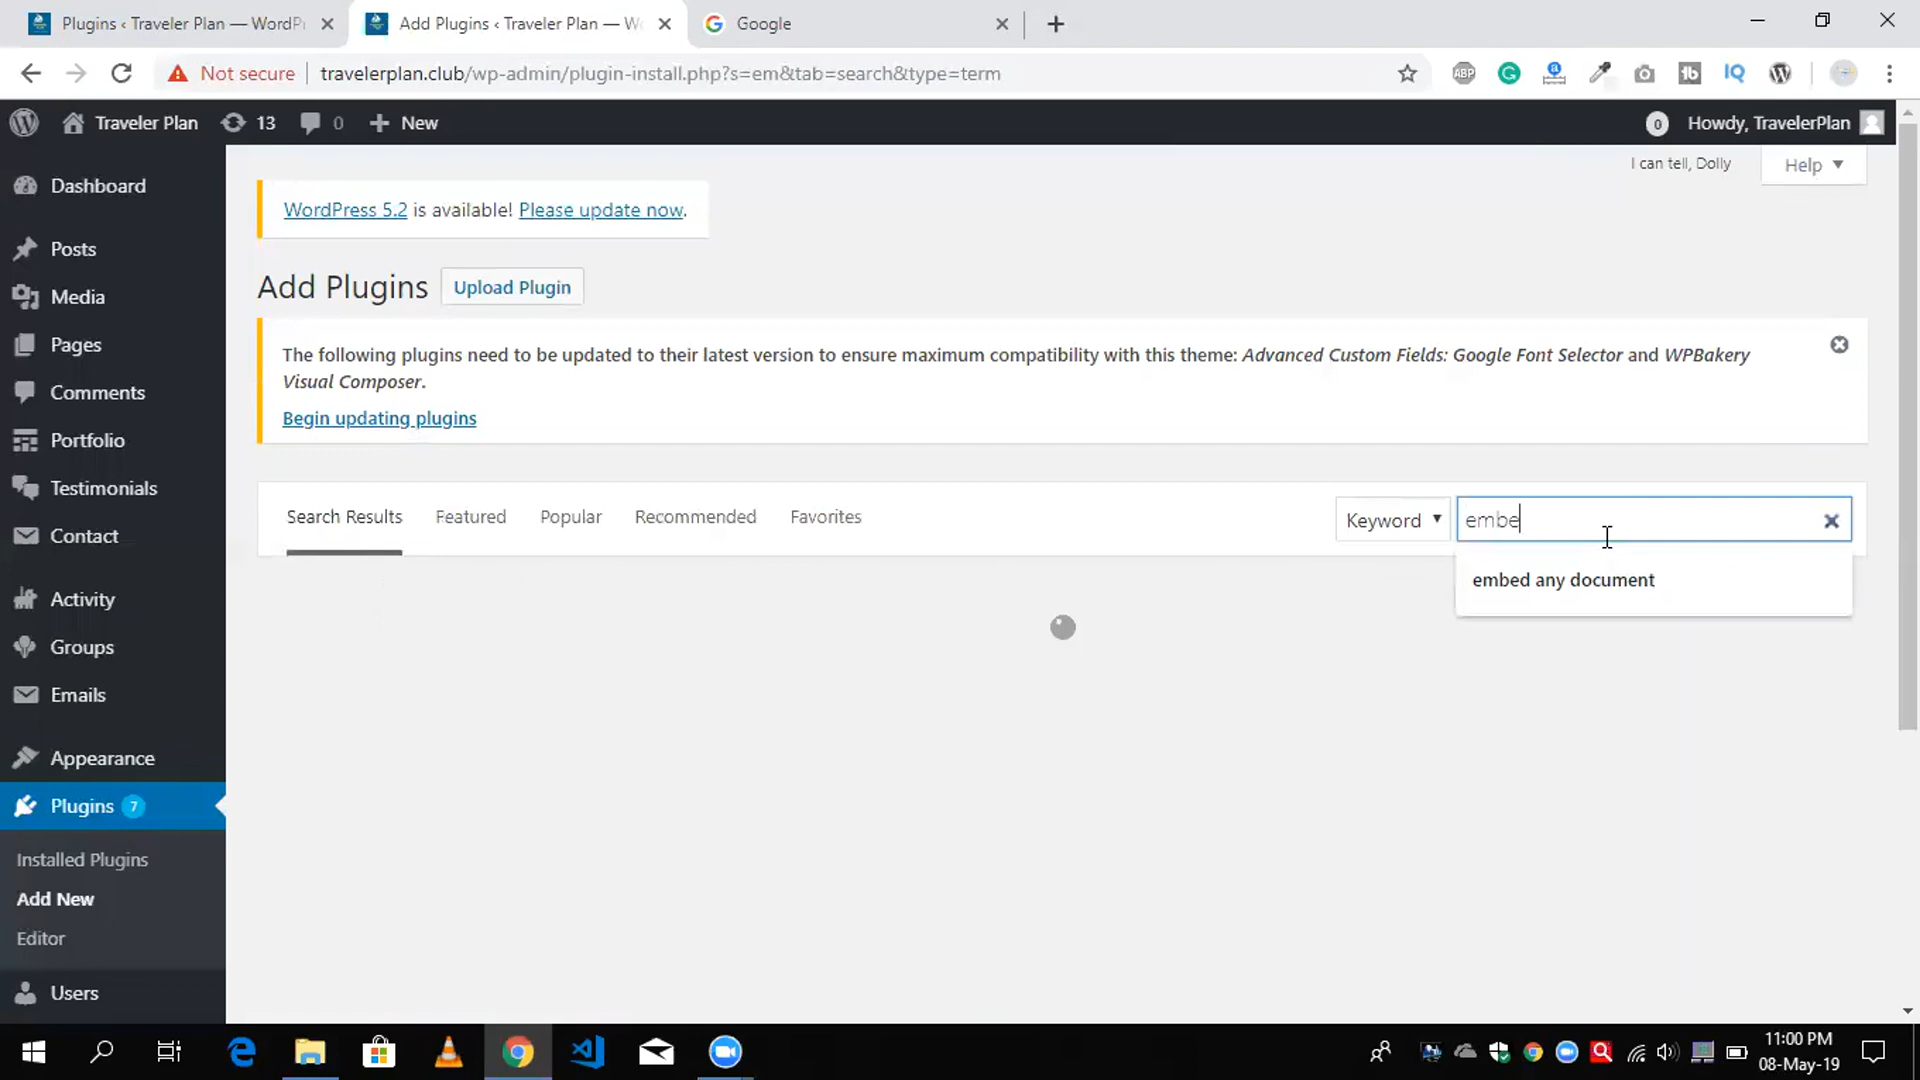 Plugins ‹ Traveler Plan — WordPr
Add Plugins ‹ Traveler Plan — W
Google
Not secure
travelerplan.club/wp-admin/plugin-install.php?s=em&tab=search&type=term
ABP
Traveler Plan
13
0
New
0
Howdy, TravelerPlan
I can tell, Dolly
Help
WordPress 5.2 is available! Please update now.
Add Plugins
Upload Plugin
The following plugins need to be updated to their latest version to ensure maximum compatibility with this theme: Advanced Custom Fields: Google Font Selector and WPBakery
Visual Composer.
Begin updating plugins
Search Results
Featured
Popular
Recommended
Favorites
Keyword
embe
embed any document
Dashboard
Posts
Media
Pages
Comments
Portfolio
Testimonials
Contact
Activity
Groups
Emails
Appearance
Plugins 7
Installed Plugins
Add New
Editor
Users
11:00 PM
08-May-19